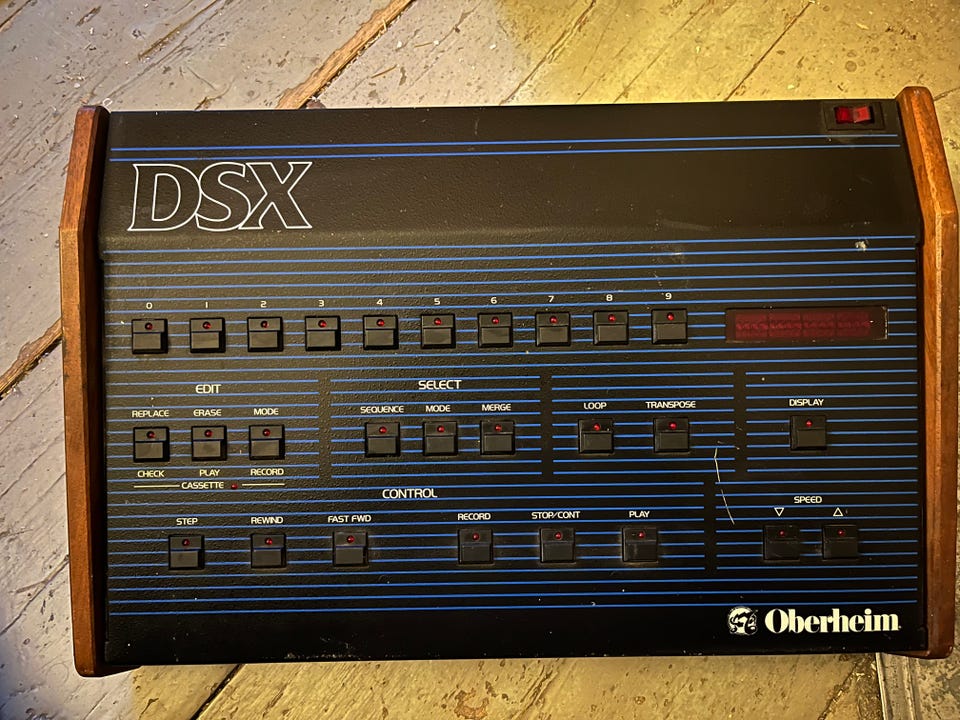 DSX
0 1 2 3 4 5 6 7 8 9
EDIT SELECT
REPLACE ERASE MODE SEQUENCE MODE MERGE LOOP TRANSPOSE DISPLAY
CHECK PLAY RECORD
CASSETTE
CONTROL
SPEED
STEP REWIND FAST FWD RECORD STOP/CONT PLAY
Oberheim